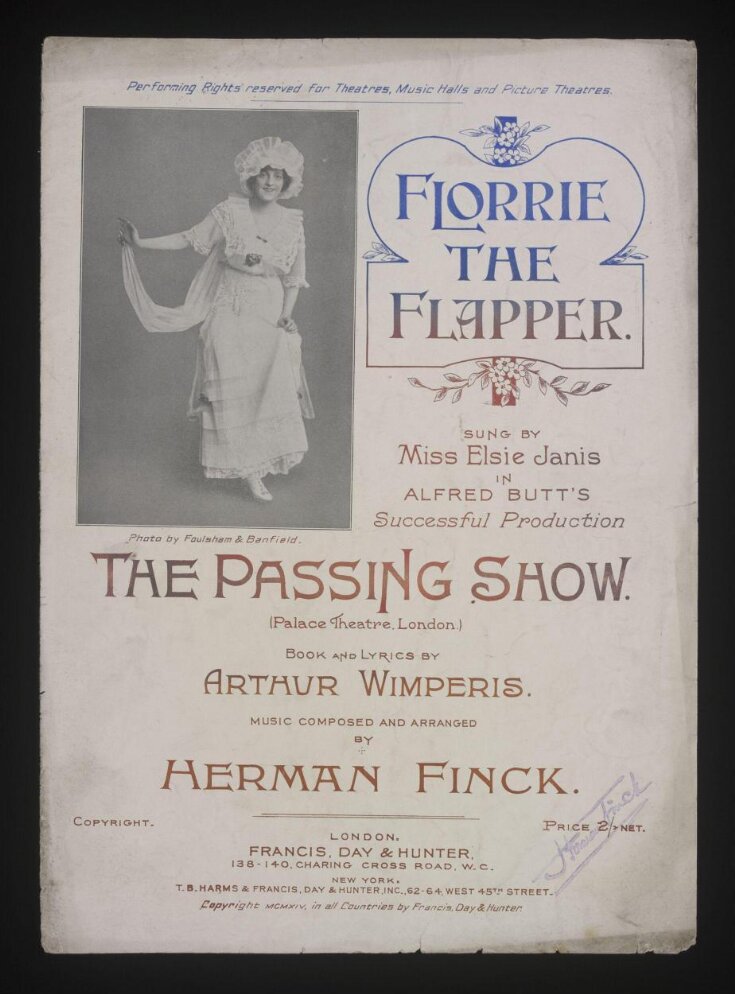 Performing Rights reserved for Theatres, Music Halls and Picture Theatres.
FLORRIE
THE
FLAPPER.
SUNG BY
Miss Elsie Janis
IN
ALFRED BUTT'S
Successful Production
Photo by Foulsham & Banfield.
THE PASSING SHOW.
(Palace Theatre, London.)
BOOK AND LYRICS BY
ARTHUR WIMPERIS.
MUSIC COMPOSED AND ARRANGED
BY
HERMAN FINCK.
COPYRIGHT.
PRICE 2/- NET.
LONDON.
FRANCIS, DAY & HUNTER,
138-140, CHARING CROSS ROAD, W.C.
NEW YORK.
T. B. HARMS & FRANCIS, DAY & HUNTER, INC., 62-64, WEST 45TH STREET.
Copyright MCMXIV, in all Countries by Francis, Day & Hunter.
Finck